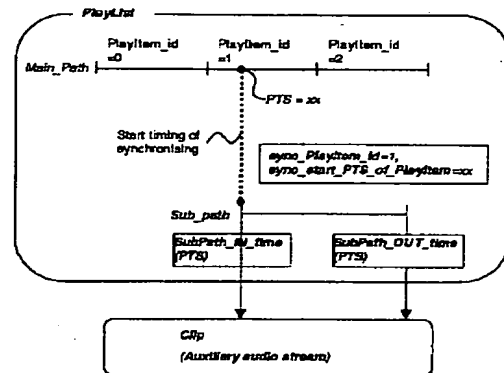 PlayList
PlayItem_id
=0
PlayItem_id
=1
PlayItem_id
=2
Main_Path
PTS = xx
Start timing of
synchronising
sync_PlayItem_id=1,
sync_start_PTS_of_PlayItem=xx
Sub_path
SubPath_IN_time
(PTS)
SubPath_OUT_time
(PTS)
Clip
(Auxiliary audio stream)